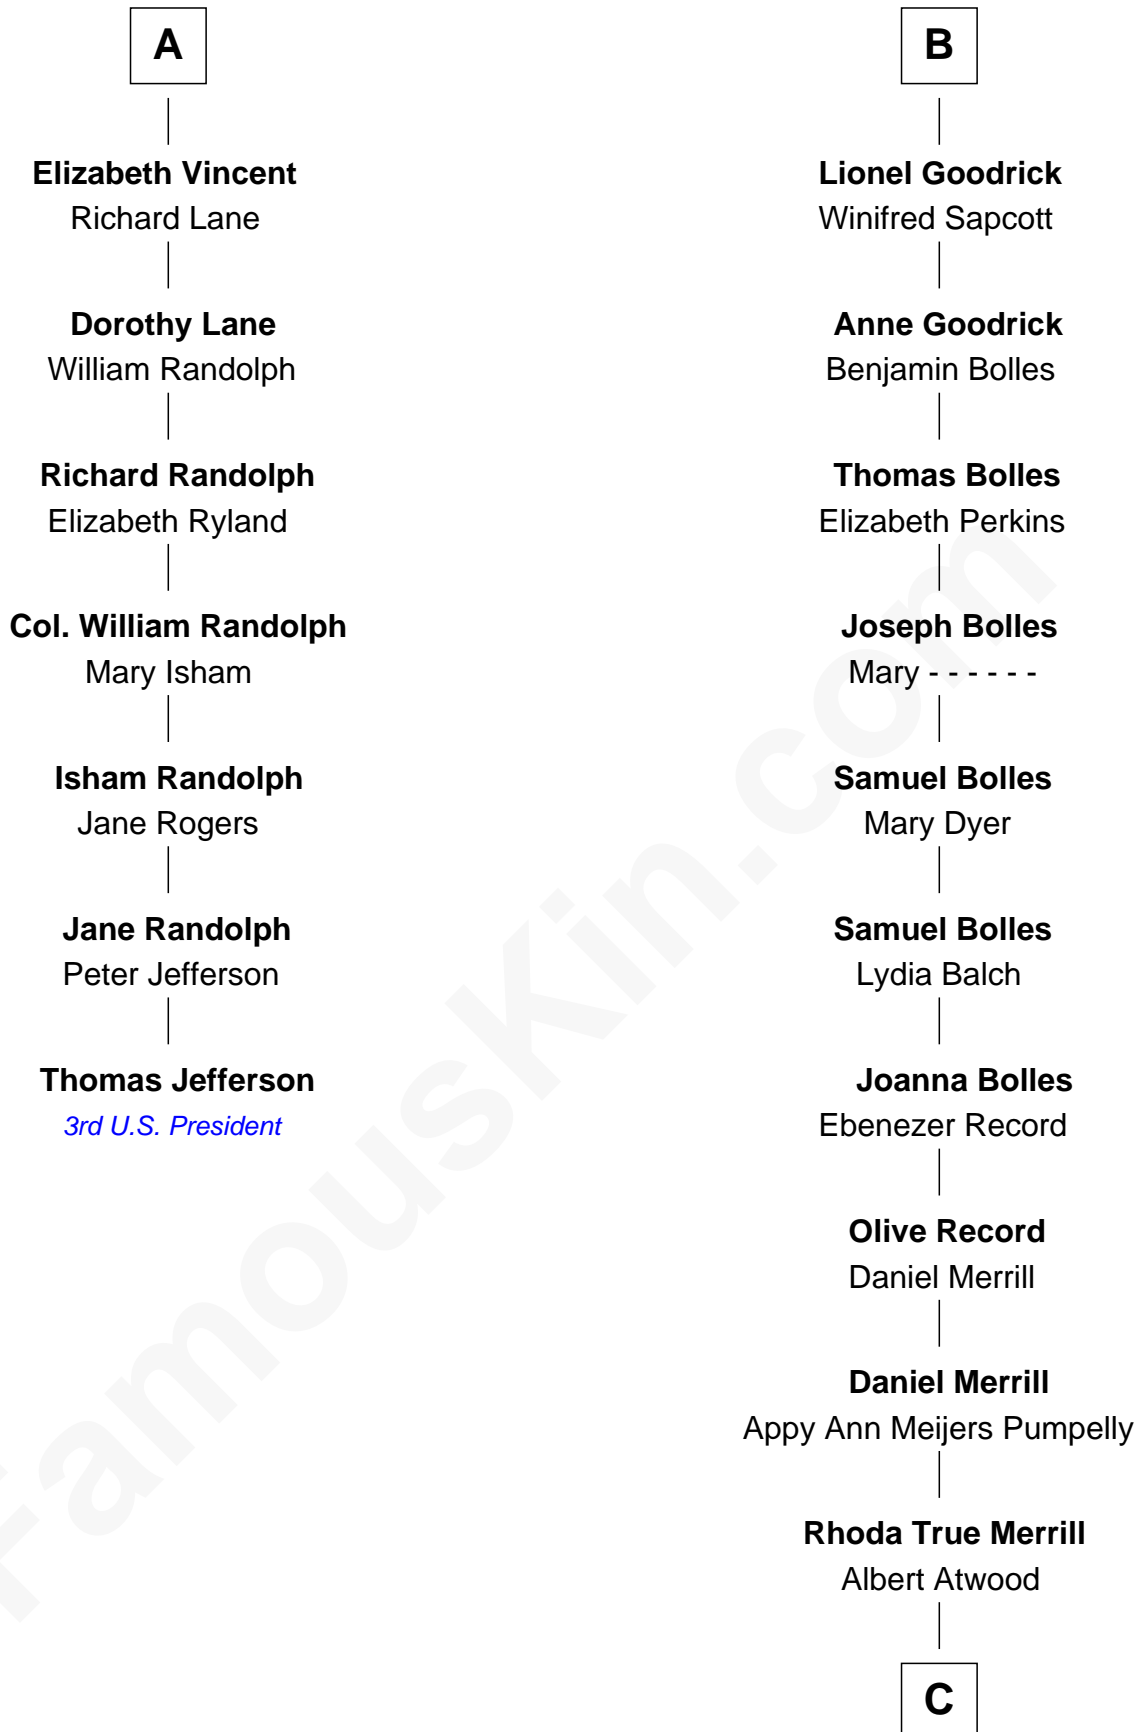 A
Elizabeth Vincent
Richard Lane
Dorothy Lane
William Randolph
Richard Randolph
Elizabeth Ryland
Col. William Randolph
Mary Isham
Isham Randolph
Jane Rogers
Jane Randolph
Peter Jefferson
Thomas Jefferson
3rd U.S. President
B
Lionel Goodrick
Winifred Sapcott
Anne Goodrick
Benjamin Bolles
Thomas Bolles
Elizabeth Perkins
Joseph Bolles
Mary - - - - - -
Samuel Bolles
Mary Dyer
Samuel Bolles
Lydia Balch
Joanna Bolles
Ebenezer Record
Olive Record
Daniel Merrill
Daniel Merrill
Appy Ann Meijers Pumpelly
Rhoda True Merrill
Albert Atwood
C
FamousKin.com